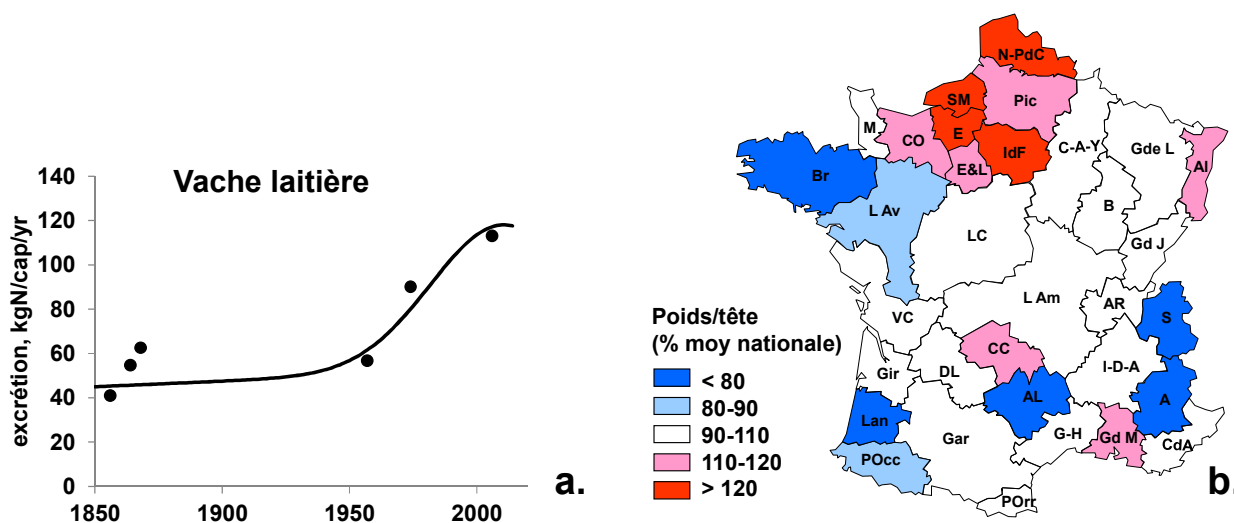 Vache laitière
excrétion, kgN/cap/yr
140
120
100
80
60
40
20
0
1850
1900
1950
2000
a.
N-PdC
SM
Pic
M
CO
E
IdF
C-A-Y
Gde L
Al
E&L
Br
L Av
B
LC
Gd J
L Am
AR
S
VC
CC
I-D-A
Gir
DL
AL
A
Lan
Gar
G-H
Gd M
CdA
POcc
POrr
Poids/tête
(% moy nationale)
< 80
80-90
90-110
110-120
> 120
b.